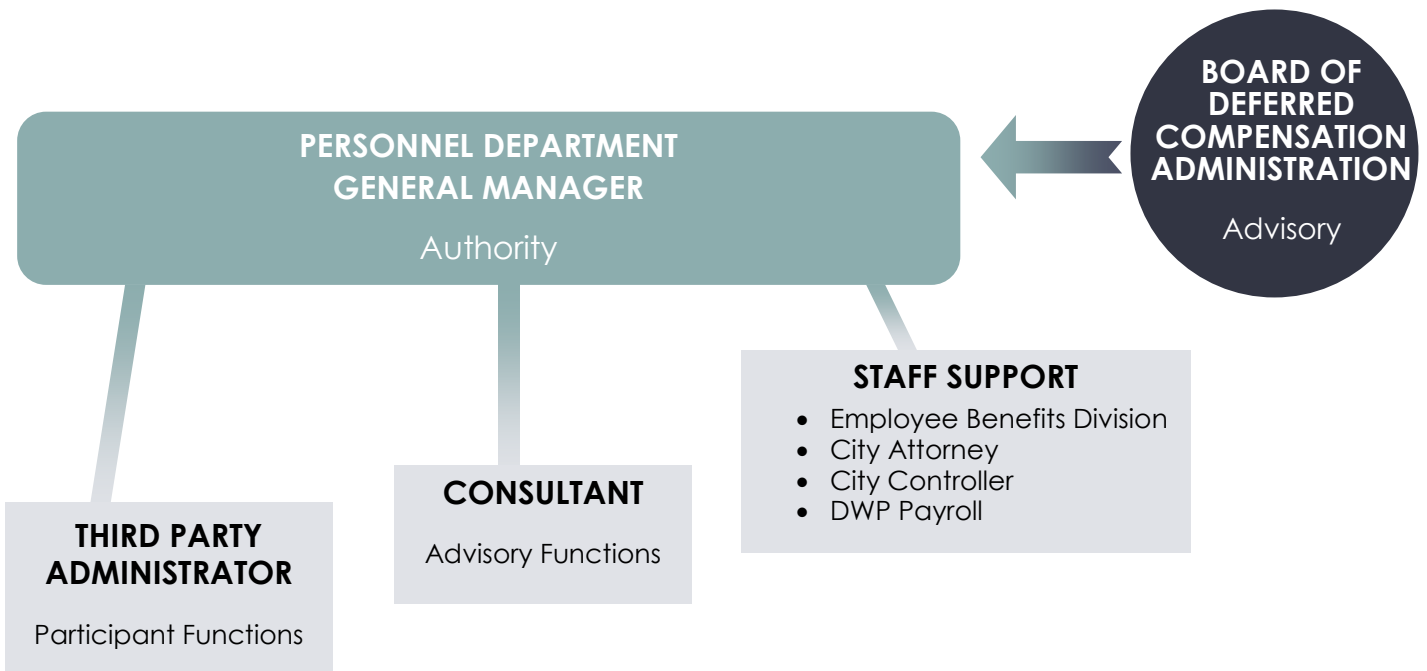 BOARD OF
DEFERRED
COMPENSATION
ADMINISTRATION
Advisory
PERSONNEL DEPARTMENT
GENERAL MANAGER
Authority
STAFF SUPPORT
• Employee Benefits Division
• City Attorney
• City Controller
• DWP Payroll
CONSULTANT
Advisory Functions
THIRD PARTY
ADMINISTRATOR
Participant Functions